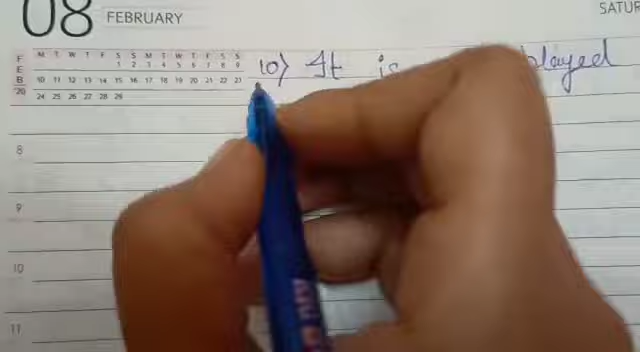 08 FEBRUARY
SATUR
FEB '20
M T W T F S S M T W T F S S
1 2 3 4 5 6 7 8 9
10 11 12 13 14 15 16 17 18 19 20 21 22 23
24 25 26 27 28 29
10) It is played
8
9
10
11